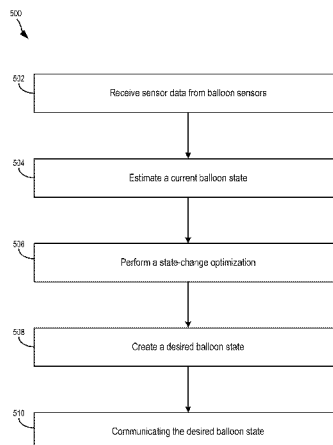 500
502
Receive sensor data from balloon sensors
504
Estimate a current balloon state
506
Perform a state-change optimization
508
Create a desired balloon state
510
Communicating the desired balloon state